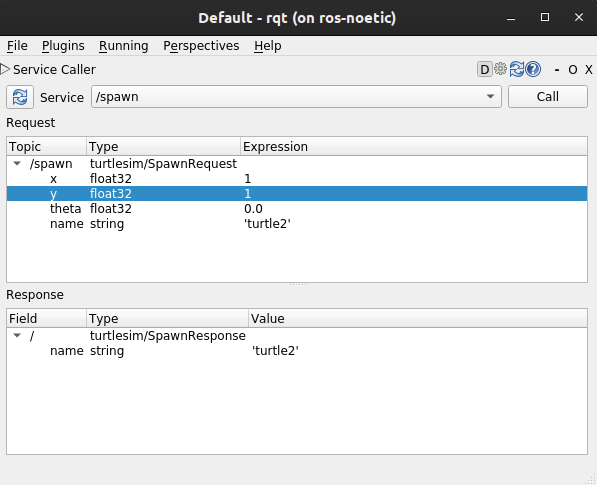 Default - rqt (on ros-noetic)
File Plugins Running Perspectives Help
Service Caller D - O X
Service /spawn Call
Request
Topic Type Expression
/spawn turtlesim/SpawnRequest
x float32 1
y float32 1
theta float32 0.0
name string 'turtle2'
Response
Field Type Value
/ turtlesim/SpawnResponse
name string 'turtle2'